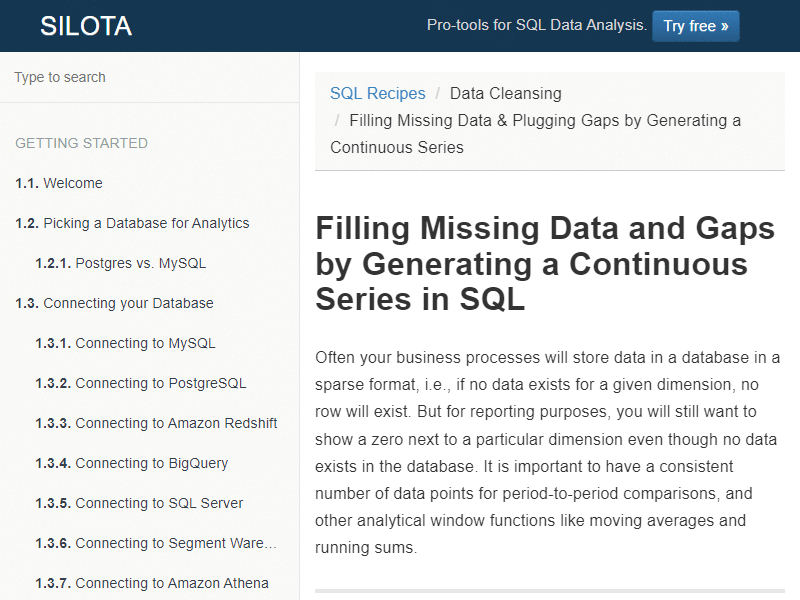 SILOTA
Pro-tools for SQL Data Analysis.
Try free »
Type to search
GETTING STARTED
1.1. Welcome
1.2. Picking a Database for Analytics
1.2.1. Postgres vs. MySQL
1.3. Connecting your Database
1.3.1. Connecting to MySQL
1.3.2. Connecting to PostgreSQL
1.3.3. Connecting to Amazon Redshift
1.3.4. Connecting to BigQuery
1.3.5. Connecting to SQL Server
1.3.6. Connecting to Segment Ware…
1.3.7. Connecting to Amazon Athena
SQL Recipes / Data Cleansing
/ Filling Missing Data & Plugging Gaps by Generating a
Continuous Series
Filling Missing Data and Gaps
by Generating a Continuous
Series in SQL
Often your business processes will store data in a database in a
sparse format, i.e., if no data exists for a given dimension, no
row will exist. But for reporting purposes, you will still want to
show a zero next to a particular dimension even though no data
exists in the database. It is important to have a consistent
number of data points for period-to-period comparisons, and
other analytical window functions like moving averages and
running sums.